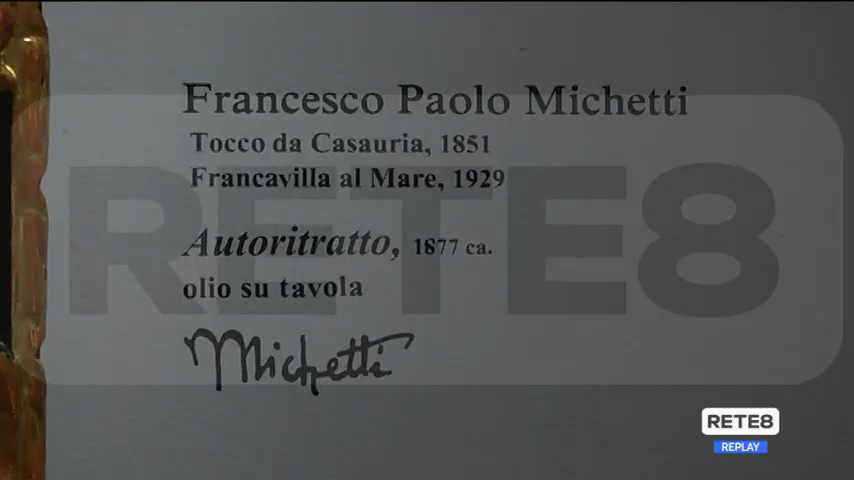 Francesco Paolo Michetti
Tocco da Casauria, 1851
Francavilla al Mare, 1929
Autoritratto, 1877 ca.
olio su tavola
Michetti
RETE8
RETE8
REPLAY